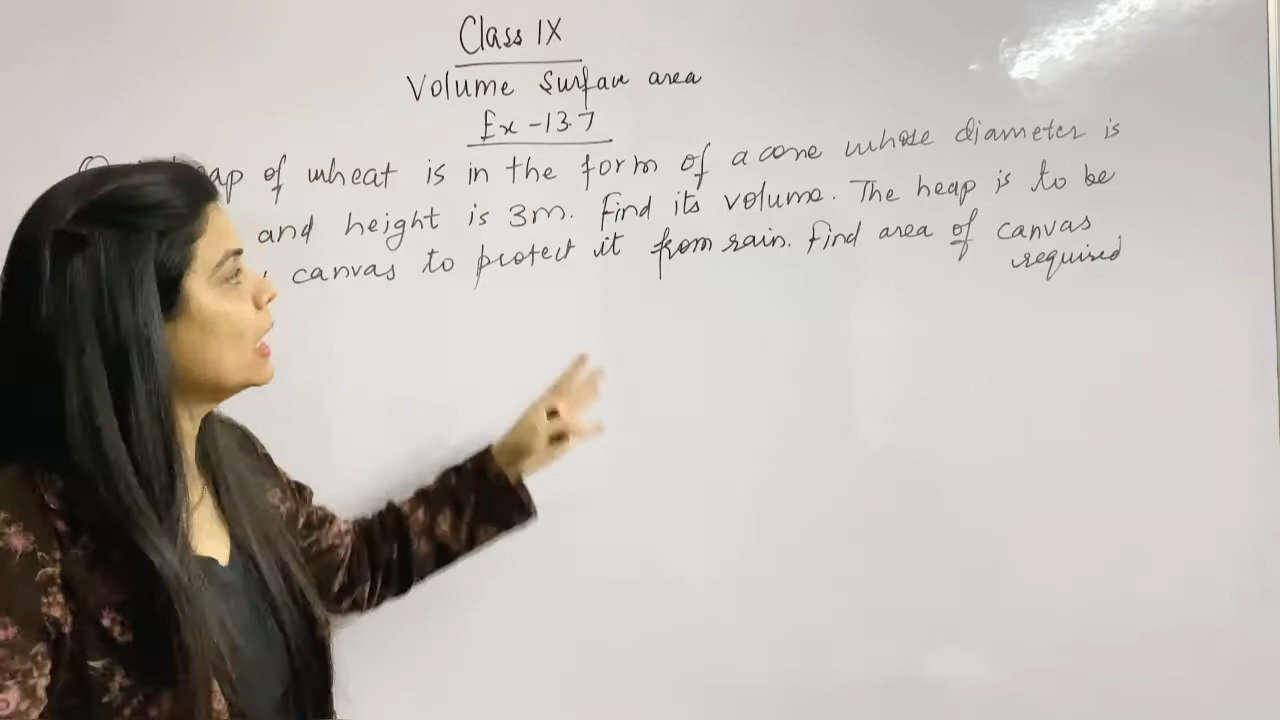 Class IX
Volume Surface area
Ex-13.7
of wheat is in the form of a cone whose diameter is
and height is 3m. Find its volume. The heap is to be
canvas to protect it from rain. Find area of canvas
required